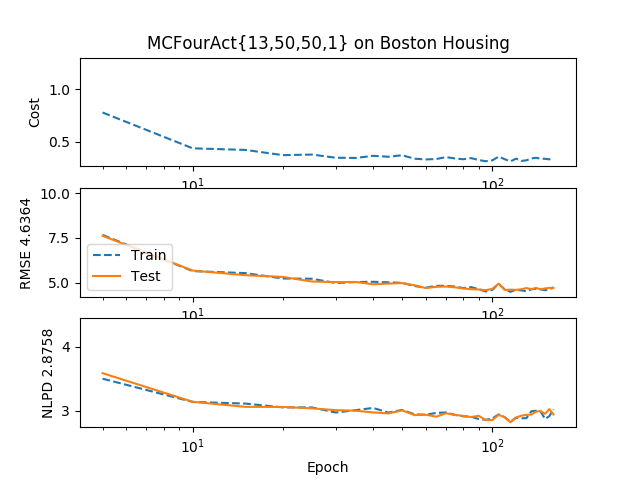 MCFourAct{13,50,50,1} on Boston Housing
Cost
1.0
0.5
10^1
10^2
RMSE 4.6364
10.0
7.5
5.0
Train
Test
10^1
10^2
NLPD 2.8758
4
3
10^1
10^2
Epoch